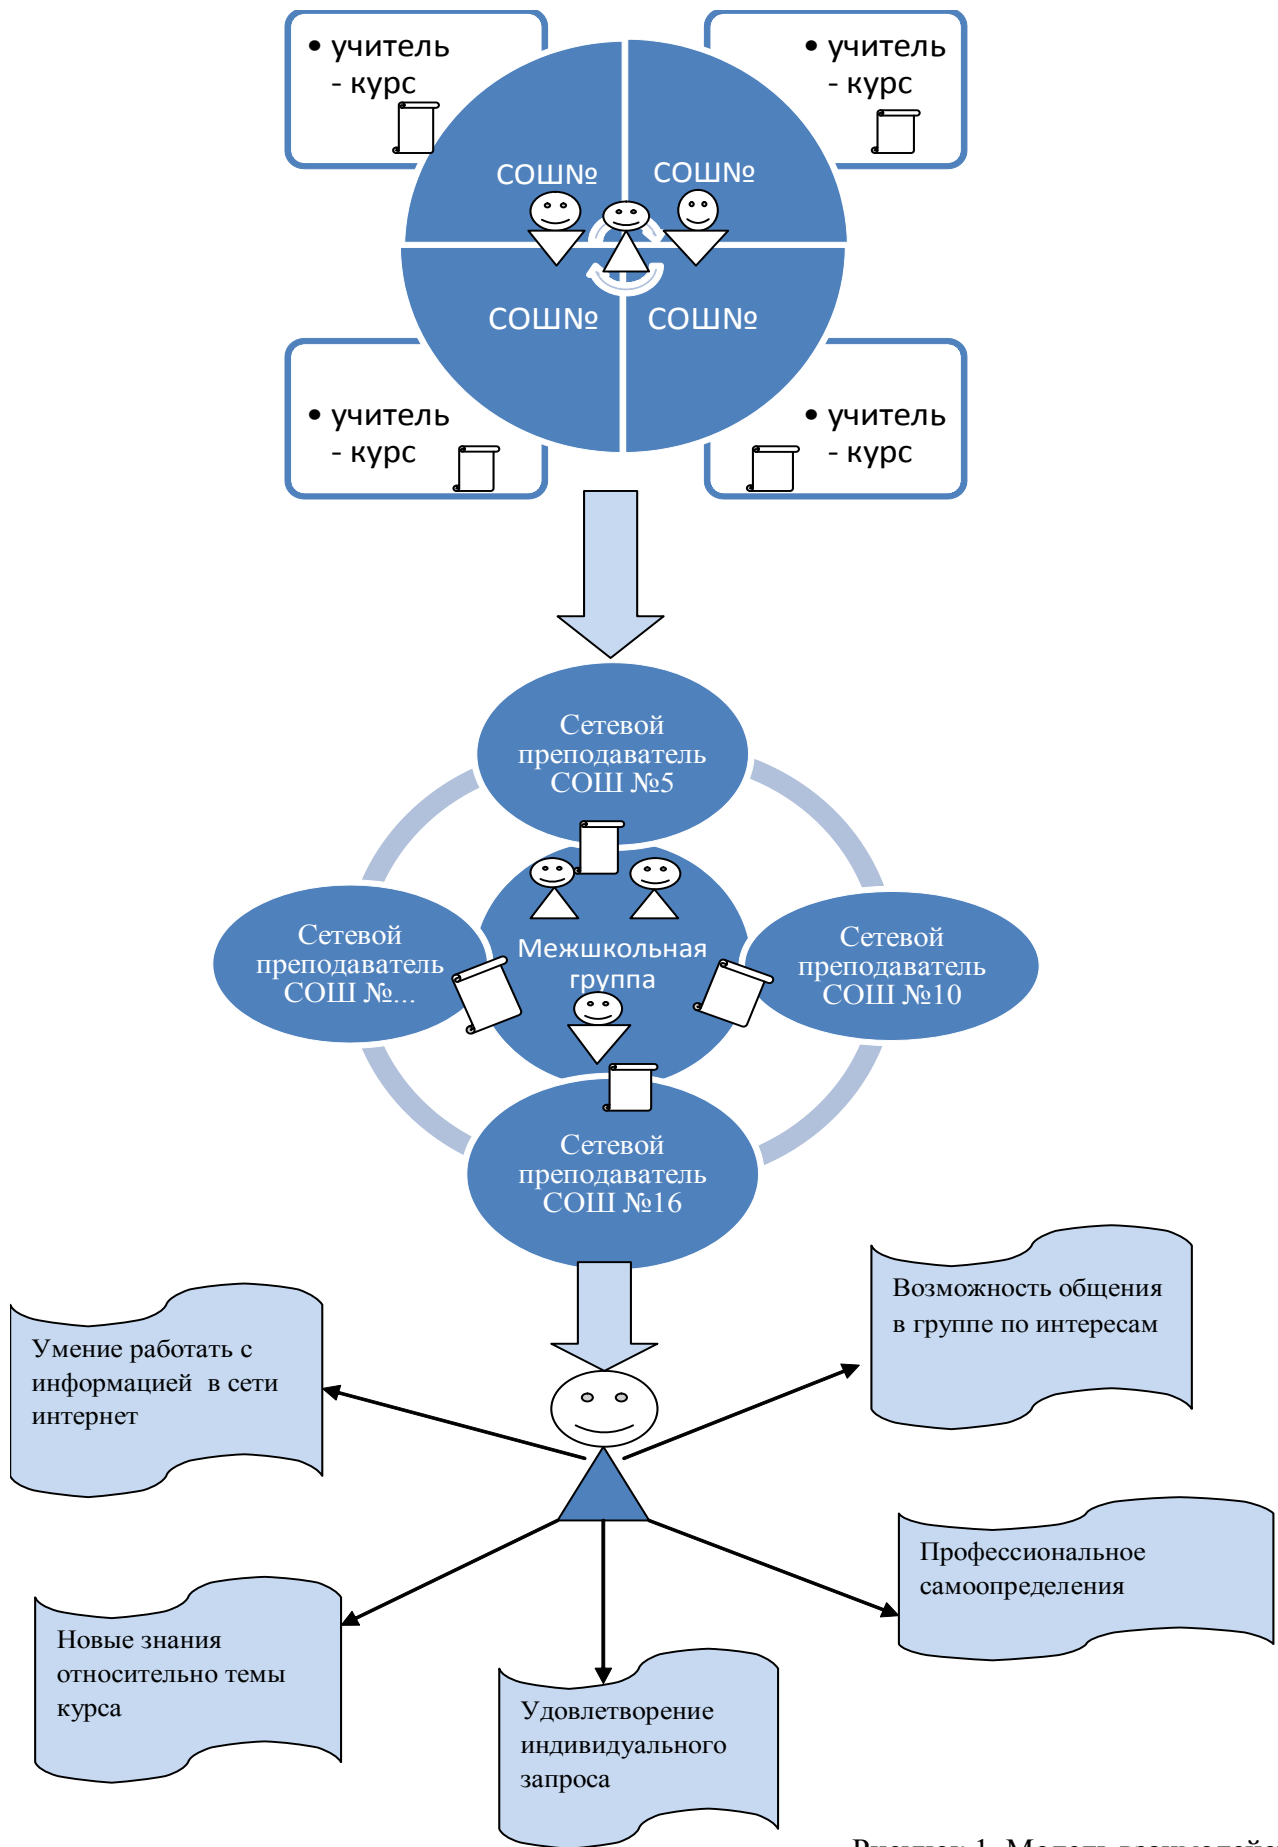 • учитель
- курс
• учитель
- курс
СОШ№
СОШ№
СОШ№
СОШ№
• учитель
- курс
• учитель
- курс
Сетевой
преподаватель
СОШ №5
Сетевой
преподаватель
СОШ №...
Межшкольная
группа
Сетевой
преподаватель
СОШ №10
Сетевой
преподаватель
СОШ №16
Возможность общения
в группе по интересам
Умение работать с
информацией в сети
интернет
Профессиональное
самоопределения
Новые знания
относительно темы
курса
Удовлетворение
индивидуального
запроса